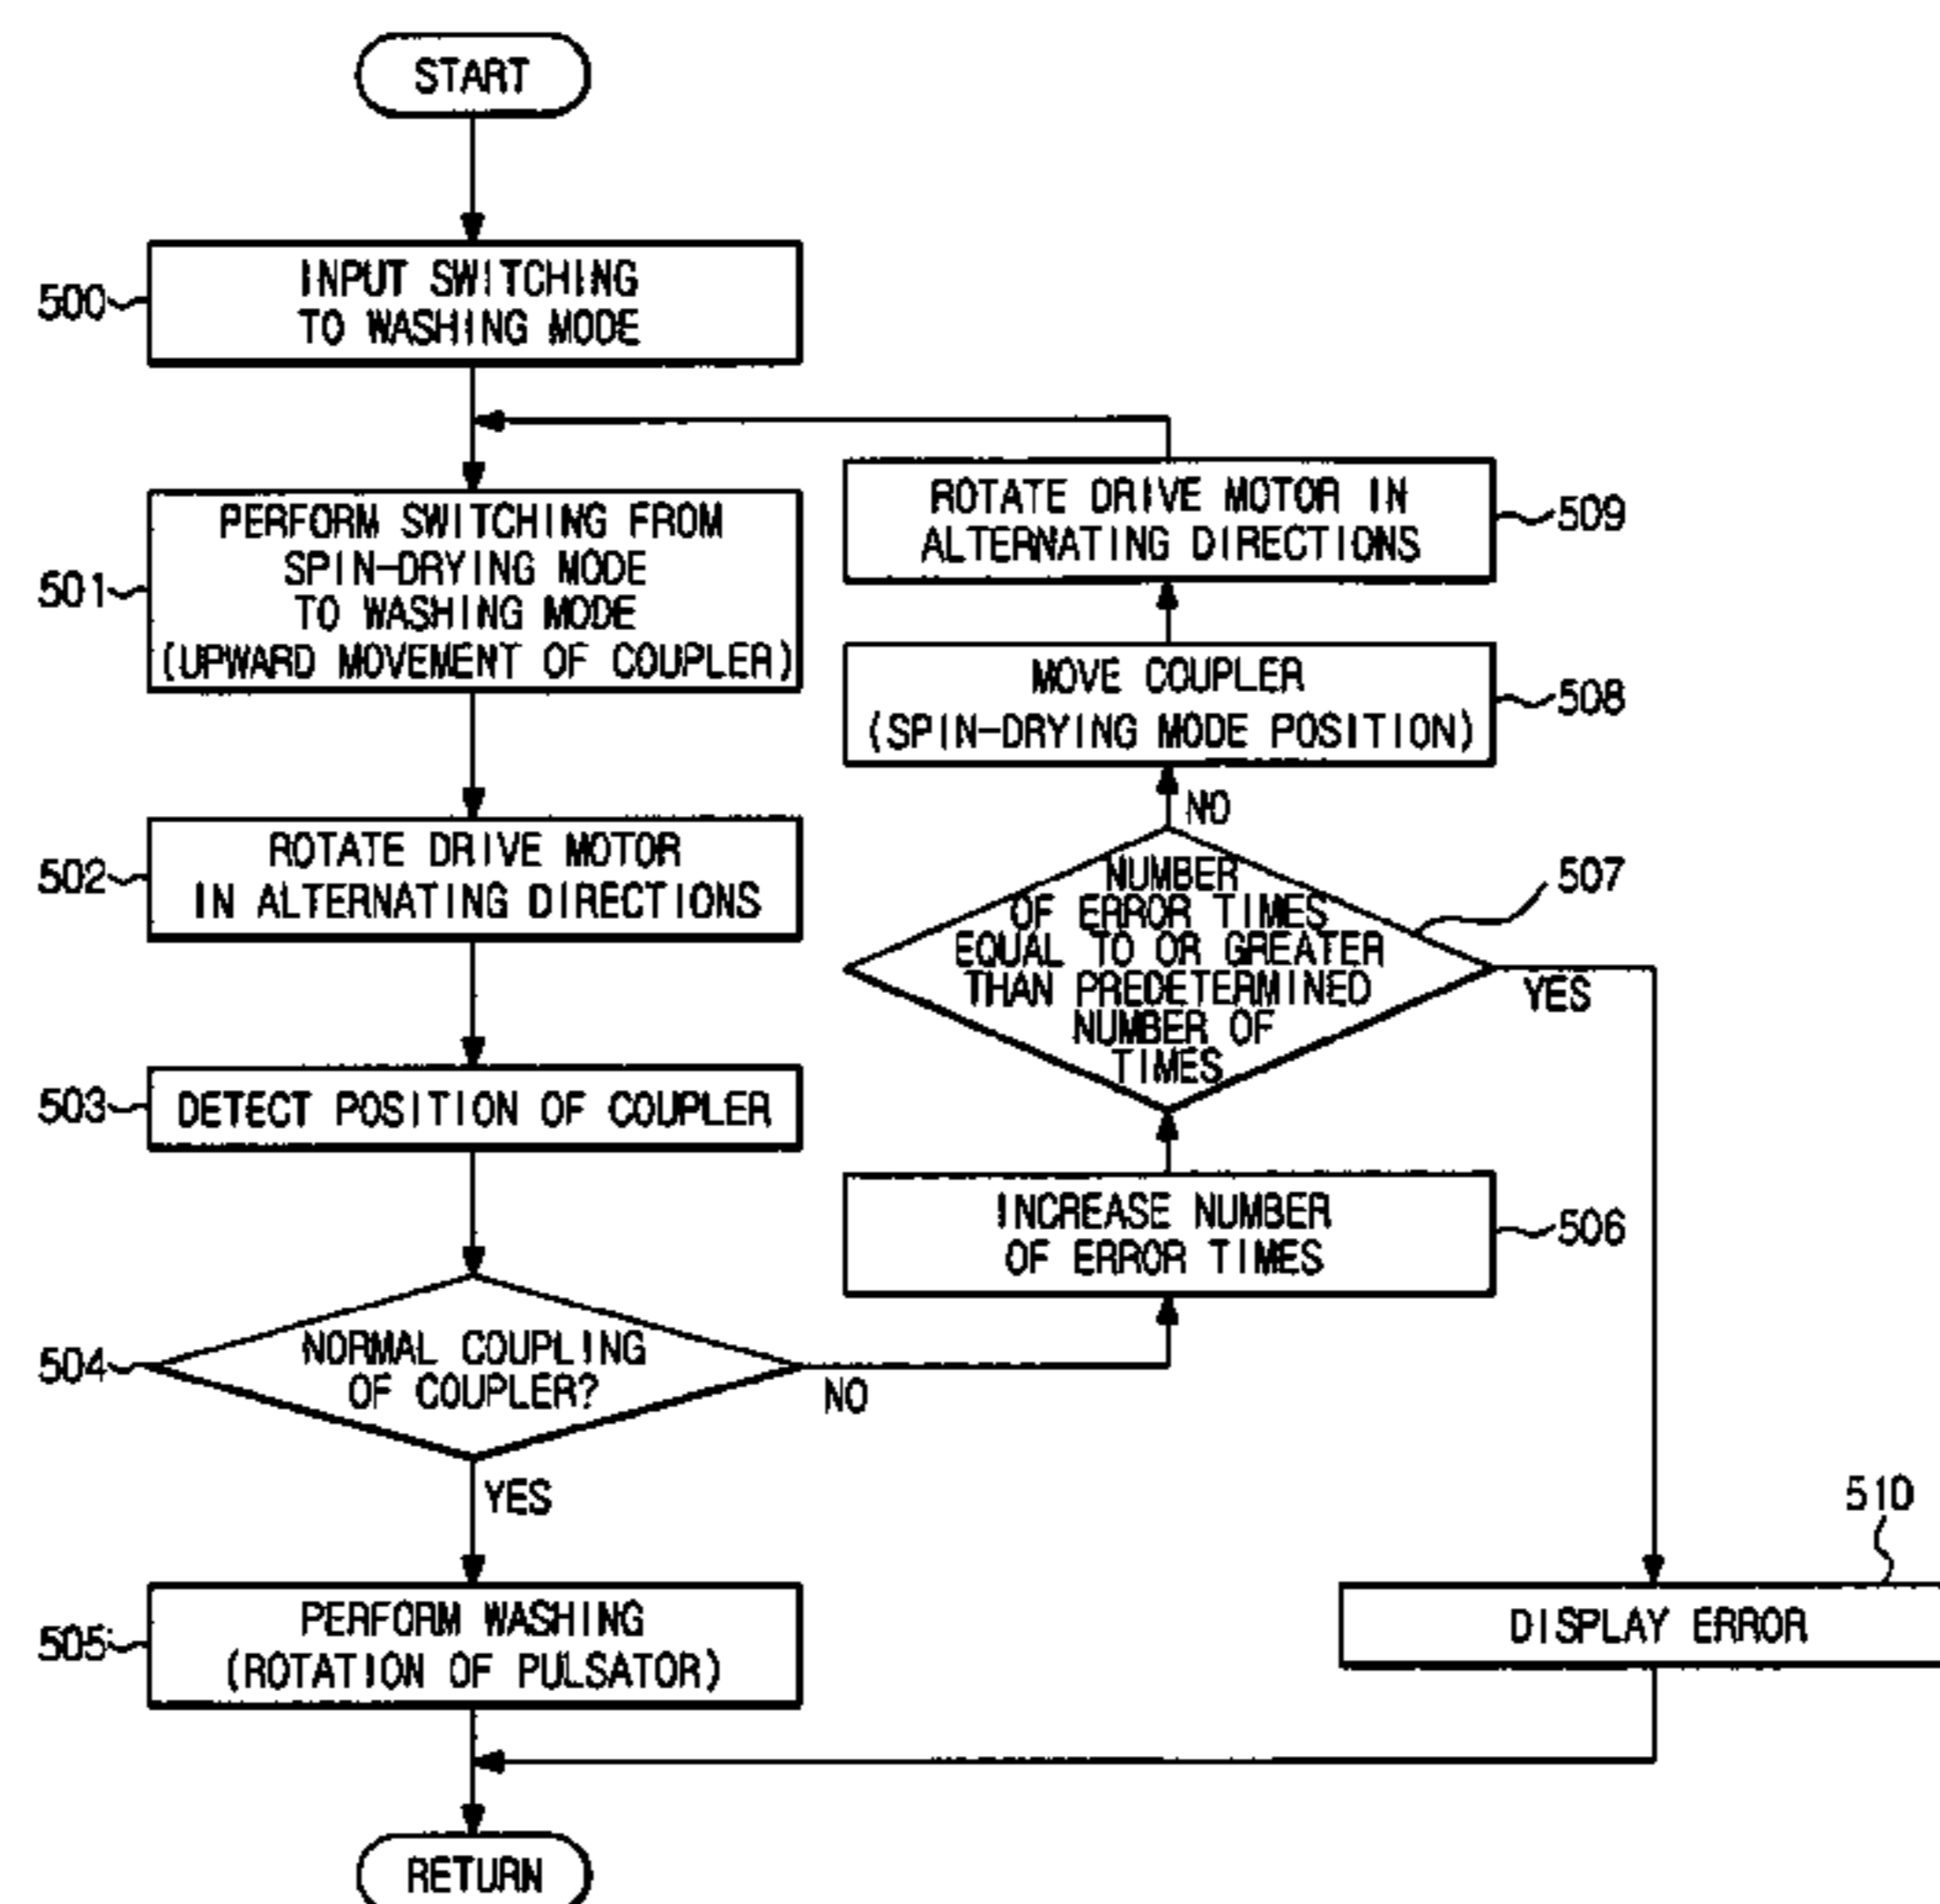 START
500
INPUT SWITCHING
TO WASHING MODE
501
PERFORM SWITCHING FROM
SPIN-DRYING MODE
TO WASHING MODE
(UPWARD MOVEMENT OF COUPLER)
502
ROTATE DRIVE MOTOR
IN ALTERNATING DIRECTIONS
503
DETECT POSITION OF COUPLER
504
NORMAL COUPLING
OF COUPLER?
NO
YES
505
PERFORM WASHING
(ROTATION OF PULSATOR)
RETURN
506
INCREASE NUMBER
OF ERROR TIMES
507
NUMBER
OF ERROR TIMES
EQUAL TO OR GREATER
THAN PREDETERMINED
NUMBER OF
TIMES
NO
YES
508
MOVE COUPLER
(SPIN-DRYING MODE POSITION)
509
ROTATE DRIVE MOTOR IN
ALTERNATING DIRECTIONS
510
DISPLAY ERROR